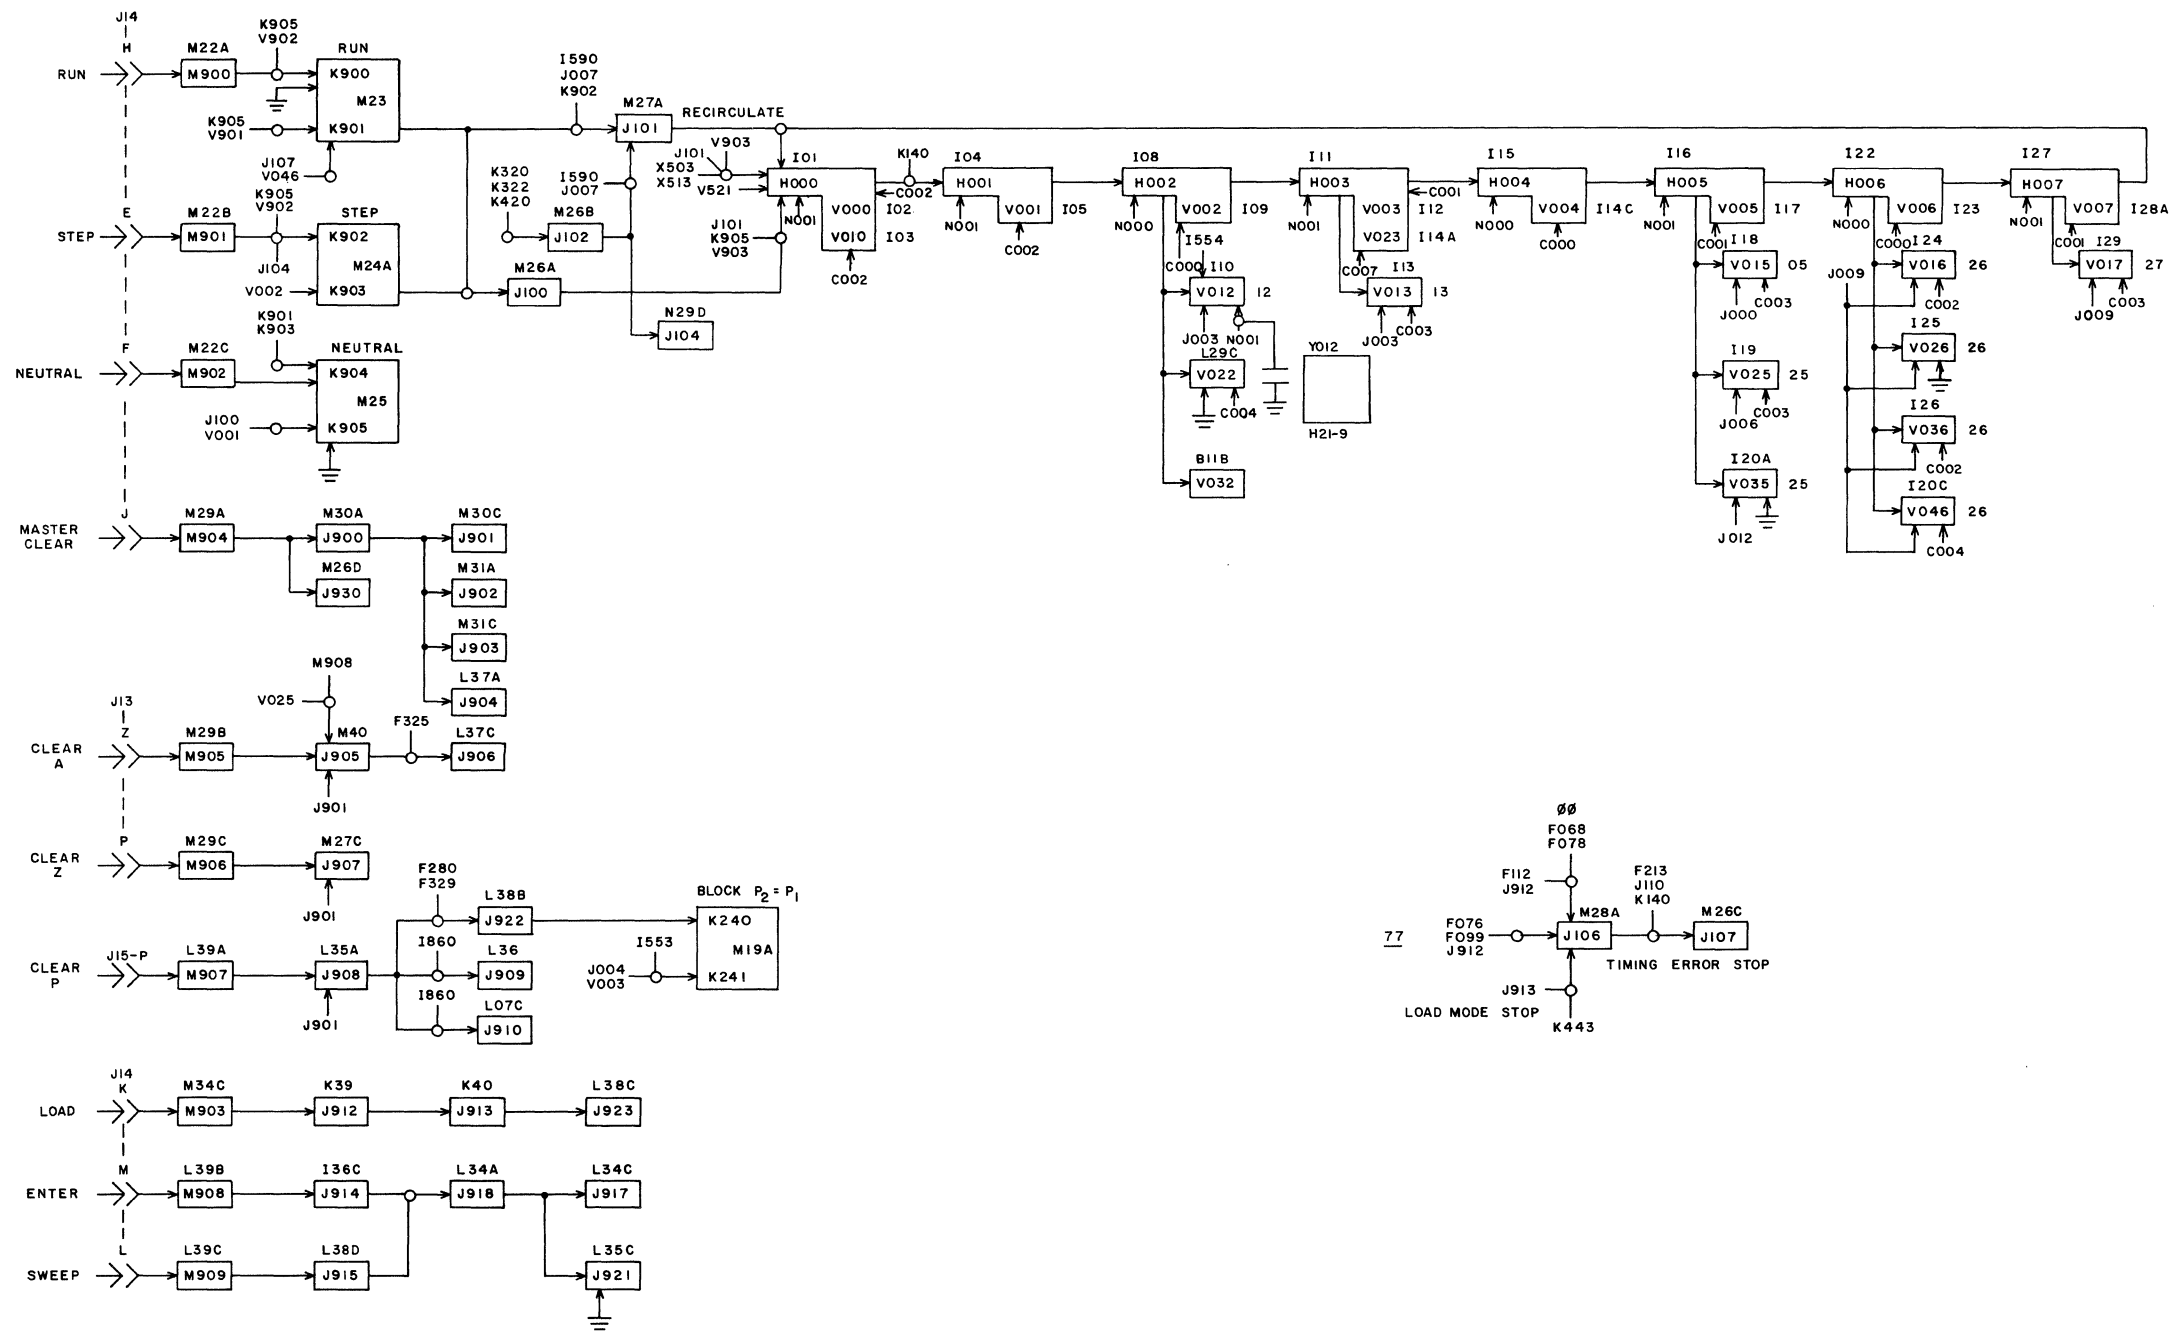 J14
H
RUN
M22A
M900
K905
V902
RUN
K900
M23
K901
K905
V901
J107
V046
I590
J007
K902
M27A
J101
RECIRCULATE
E
STEP
M22B
M901
K905
V902
J104
STEP
K902
M24A
K903
V002
K320
K322
K420
M26B
J102
I590
J007
M26A
J100
N29D
J104
V903
J101
X503
X513
V521
J101
K905
V903
I01
H000
N001
V000
V010
C002
I02
I03
C002
K140
I04
H001
N001
V001
I05
C002
I08
H002
N000
V002
I09
C000
I554
I10
V012
12
J003
N001
L29C
V022
C004
B11B
V032
Y012
H21-9
I11
H003
N001
C001
V003
I12
V023
I14A
C007
I13
V013
13
J003
C003
I15
H004
N000
V004
I14C
C000
I16
H005
N001
V005
I17
C001
I18
V015
05
J000
C003
I19
V025
25
J006
C003
I20A
V035
25
J012
I22
H006
N000
V006
I23
C000
I24
J009
V016
26
C002
I25
V026
26
I26
V036
26
C002
I20C
V046
26
C004
I27
H007
N001
V007
I28A
C001
I29
V017
27
J009
C003
F
NEUTRAL
M22C
M902
K901
K903
NEUTRAL
K904
M25
K905
J100
V001
J
MASTER
CLEAR
M29A
M904
M30A
J900
M26D
J930
M30C
J901
M31A
J902
M31C
J903
L37A
J904
J13
Z
CLEAR
A
M29B
M905
M908
V025
M40
J905
J901
F325
L37C
J906
P
CLEAR
Z
M29C
M906
M27C
J907
J901
J15-P
CLEAR
P
L39A
M907
L35A
J908
J901
F280
F329
L38B
J922
I860
L36
J909
I860
L07C
J910
BLOCK P2 = P1
K240
M19A
K241
I553
J004
V003
ØØ
F068
F078
F112
J912
77
F076
F099
J912
M28A
J106
F213
J110
K140
M26C
J107
TIMING ERROR STOP
J913
LOAD MODE STOP
K443
J14
K
LOAD
M34C
M903
K39
J912
K40
J913
L38C
J923
M
ENTER
L39B
M908
I36C
J914
L34A
J918
L34C
J917
L
SWEEP
L39C
M909
L38D
J915
L35C
J921